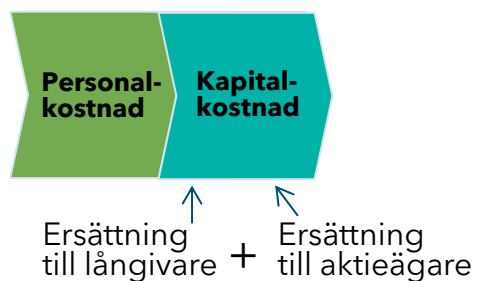 Personal-
kostnad
Kapital-
kostnad
Ersättning
till långivare
+
Ersättning
till aktieägare